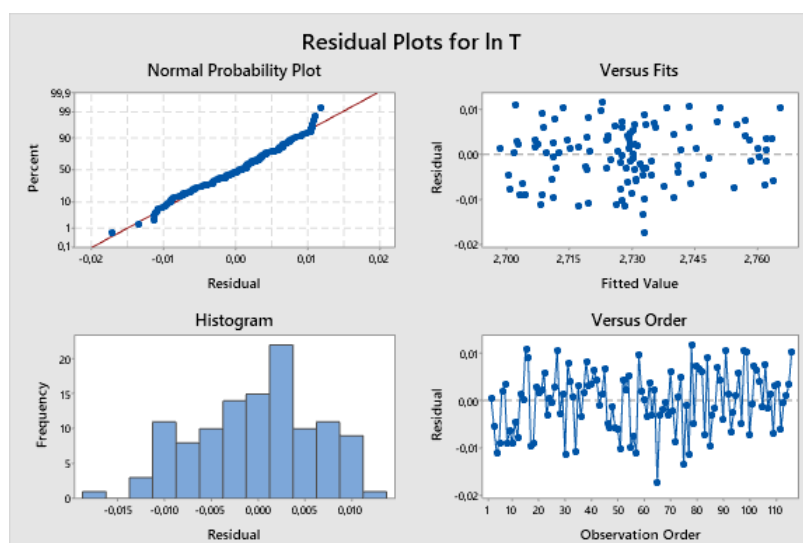 Residual Plots for ln T
Normal Probability Plot
Versus Fits
99,9
99
90
50
10
1
0,1
Percent
-0,02 -0,01 0,00 0,01 0,02
Residual
0,01
0,00
-0,01
-0,02
Residual
2,700 2,715 2,730 2,745 2,760
Fitted Value
Histogram
Versus Order
20
15
10
5
0
Frequency
-0,015 -0,010 -0,005 0,000 0,005 0,010
Residual
0,01
0,00
-0,01
-0,02
Residual
1 10 20 30 40 50 60 70 80 90 100 110
Observation Order